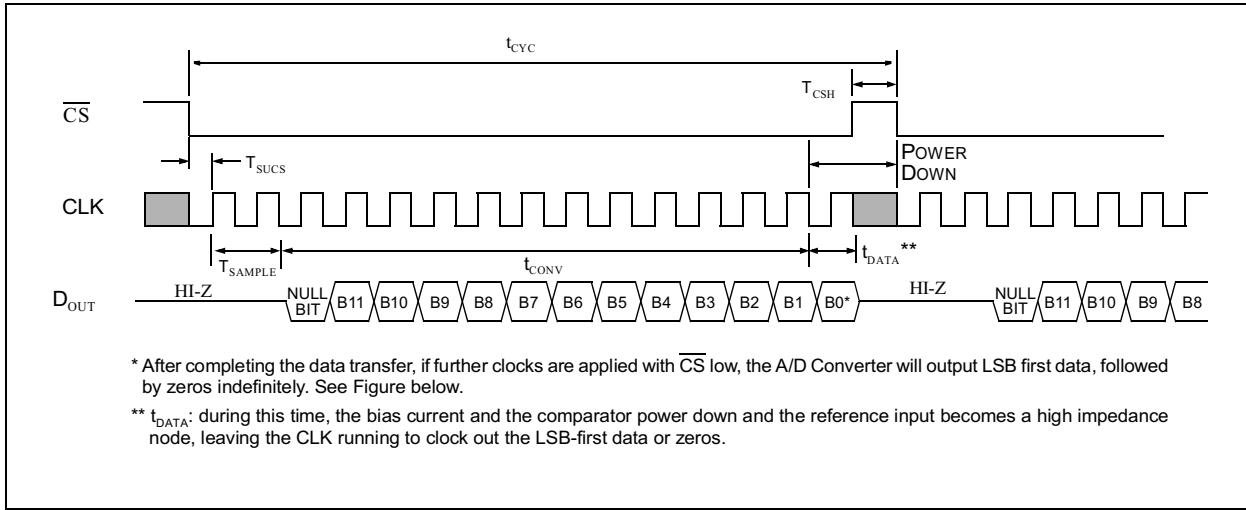 tCYC
TCSH
CS
TSUCS
POWER
DOWN
CLK
TSAMPLE
tCONV
tDATA**
DOUT
HI-Z
NULL
BIT
B11
B10
B9
B8
B7
B6
B5
B4
B3
B2
B1
B0*
HI-Z
NULL
BIT
B11
B10
B9
B8
* After completing the data transfer, if further clocks are applied with CS low, the A/D Converter will output LSB first data, followed
by zeros indefinitely. See Figure below.
** tDATA: during this time, the bias current and the comparator power down and the reference input becomes a high impedance
node, leaving the CLK running to clock out the LSB-first data or zeros.